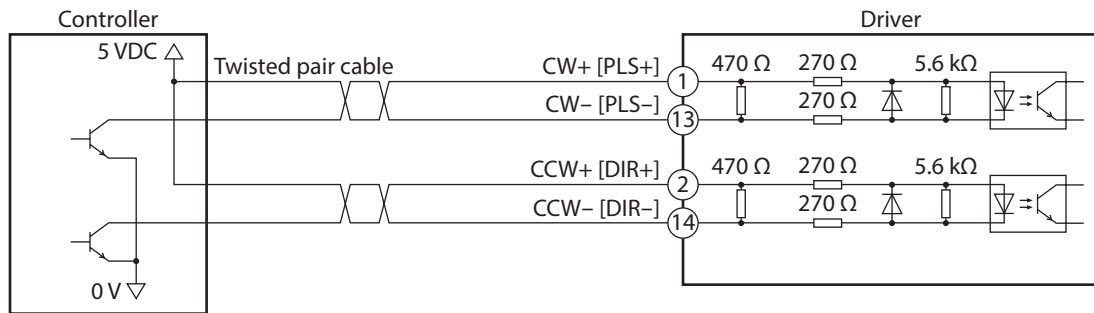 Controller
Driver
5 VDC
Twisted pair cable
CW+ [PLS+]
1
470 Ω
270 Ω
5.6 kΩ
CW– [PLS–]
13
270 Ω
CCW+ [DIR+]
2
470 Ω
270 Ω
5.6 kΩ
CCW– [DIR–]
14
270 Ω
0 V